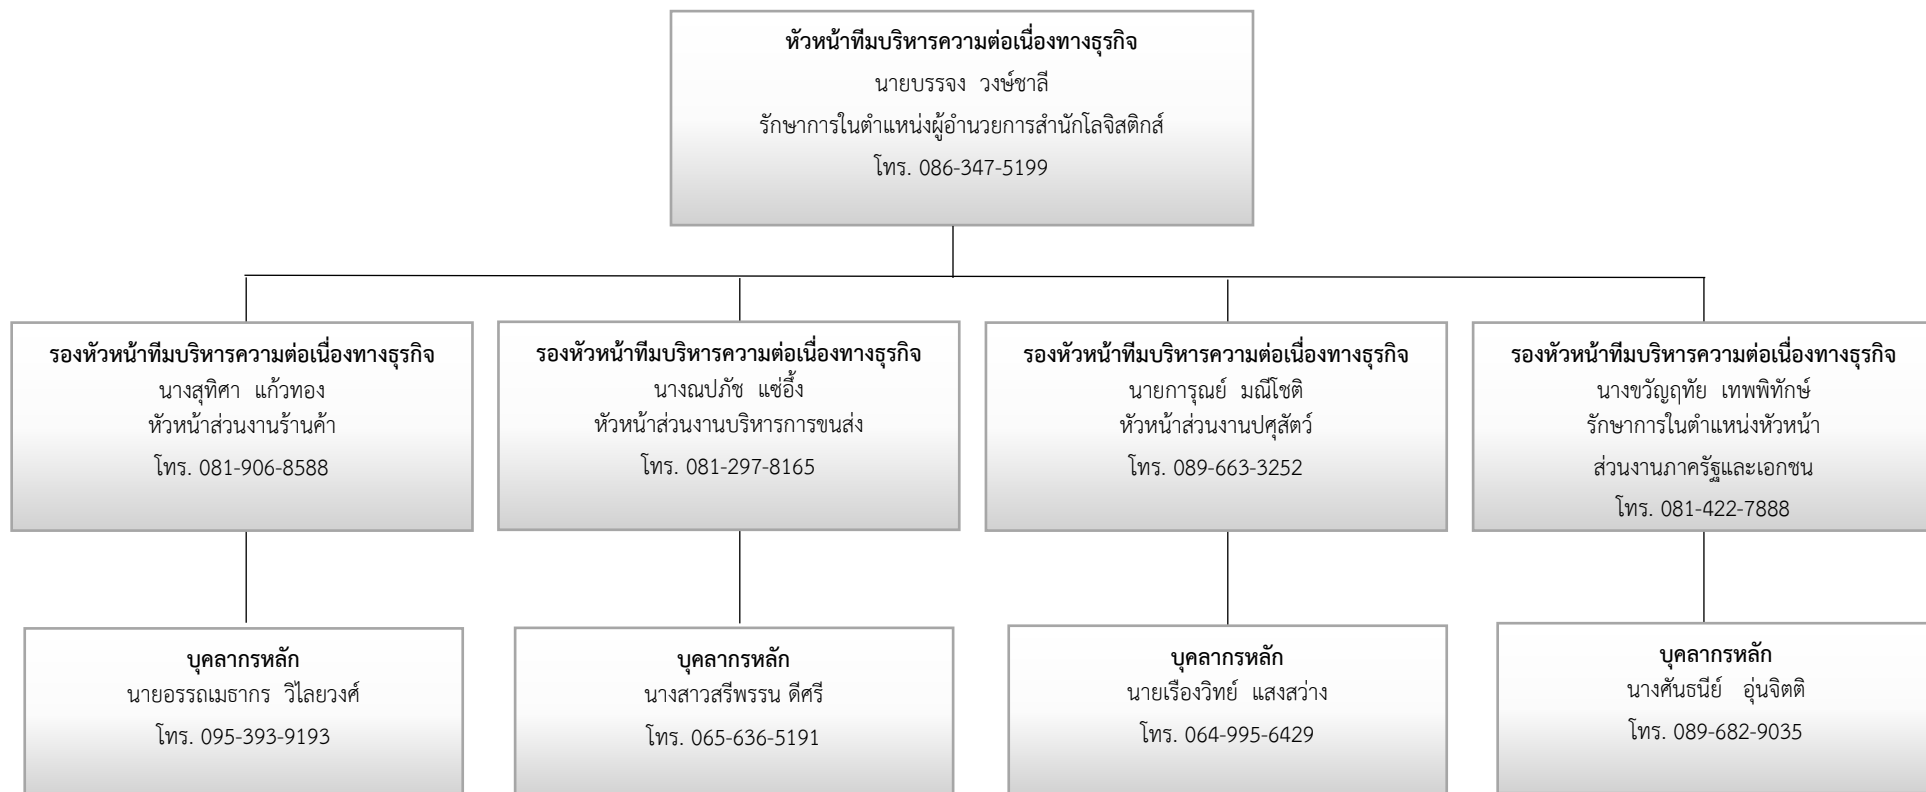 หัวหน้าทีมบริหารความต่อเนื่องทางธุรกิจ
นายบรรจง วงษ์ชาลี
รักษาการในตำแหน่งผู้อำนวยการสำนักโลจิสติกส์
โทร. 086-347-5199
รองหัวหน้าทีมบริหารความต่อเนื่องทางธุรกิจ
นางสุทิศา แก้วทอง
หัวหน้าส่วนงานร้านค้า
โทร. 081-906-8588
รองหัวหน้าทีมบริหารความต่อเนื่องทางธุรกิจ
นางณปภัช แซ่อึ้ง
หัวหน้าส่วนงานบริหารการขนส่ง
โทร. 081-297-8165
รองหัวหน้าทีมบริหารความต่อเนื่องทางธุรกิจ
นายการุณย์ มณีโชติ
หัวหน้าส่วนงานปศุสัตว์
โทร. 089-663-3252
รองหัวหน้าทีมบริหารความต่อเนื่องทางธุรกิจ
นางขวัญฤทัย เทพพิทักษ์
รักษาการในตำแหน่งหัวหน้า
ส่วนงานภาครัฐและเอกชน
โทร. 081-422-7888
บุคลากรหลัก
นายอรรถเมธากร วิไลยวงศ์
โทร. 095-393-9193
บุคลากรหลัก
นางสาวสรีพรรน ดีศรี
โทร. 065-636-5191
บุคลากรหลัก
นายเรืองวิทย์ แสงสว่าง
โทร. 064-995-6429
บุคลากรหลัก
นางศันธนีย์ อุ่นจิตติ
โทร. 089-682-9035